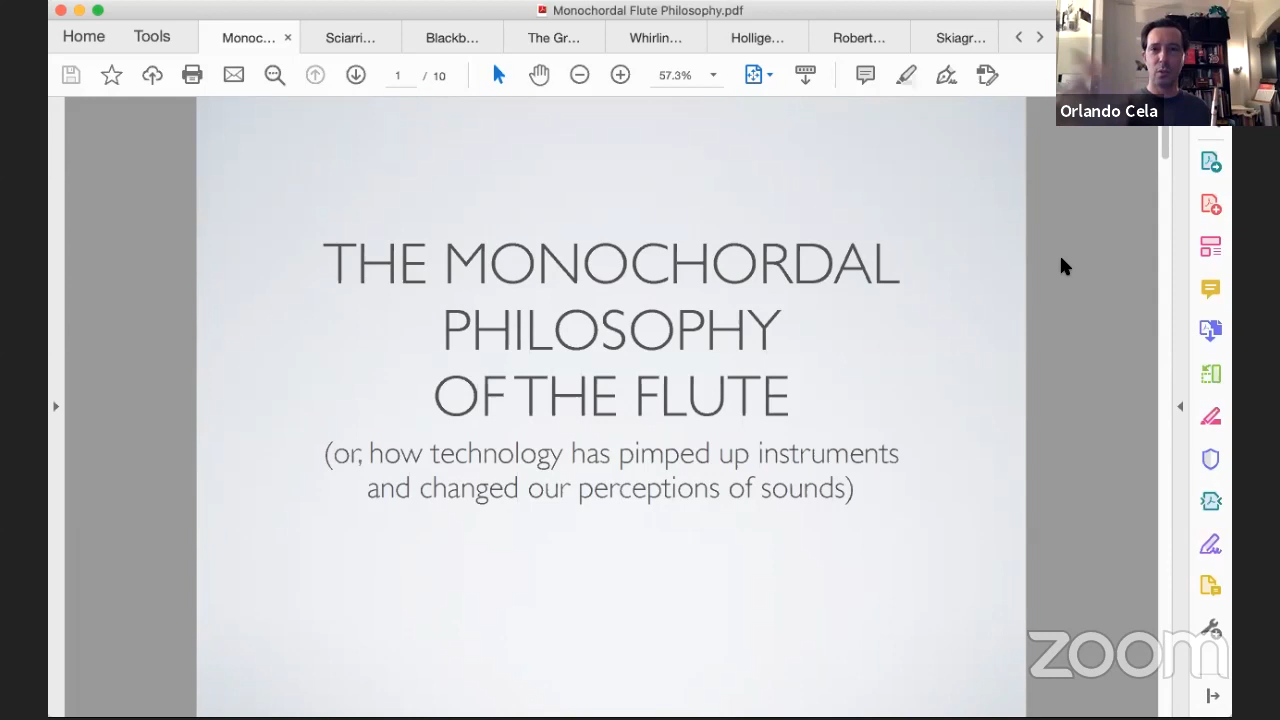 Monochordal Flute Philosophy.pdf
Home
Tools
Monoc...
×
Sciarri...
Blackb...
The Gr...
Whirlin...
Hollige...
Robert...
Skiagr...
1
/ 10
57.3%
Orlando Cela
THE MONOCHORDAL
PHILOSOPHY
OF THE FLUTE
(or, how technology has pimped up instruments
and changed our perceptions of sounds)
zoom